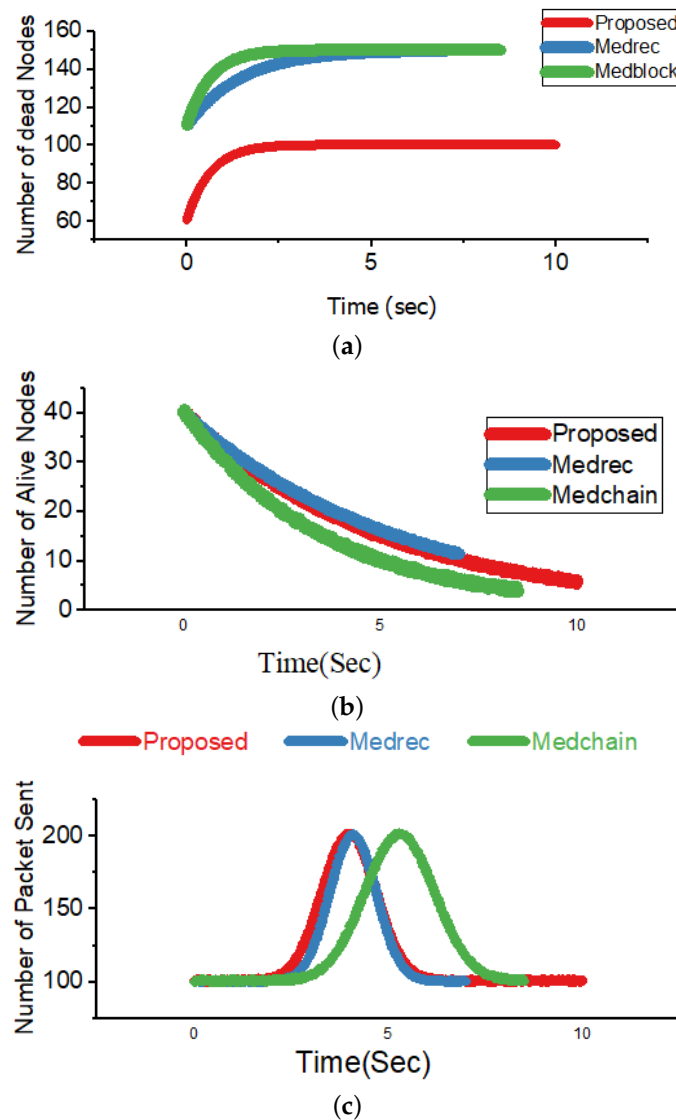 Number of dead Nodes
160
140
120
100
80
60
Proposed
Medrec
Medblock
0 5 10
Time (sec)
(a)
Number of Alive Nodes
40
30
20
10
0
Proposed
Medrec
Medchain
0 5 10
Time(Sec)
(b)
Proposed Medrec Medchain
Number of Packet Sent
200
150
100
0 5 10
Time(Sec)
(c)